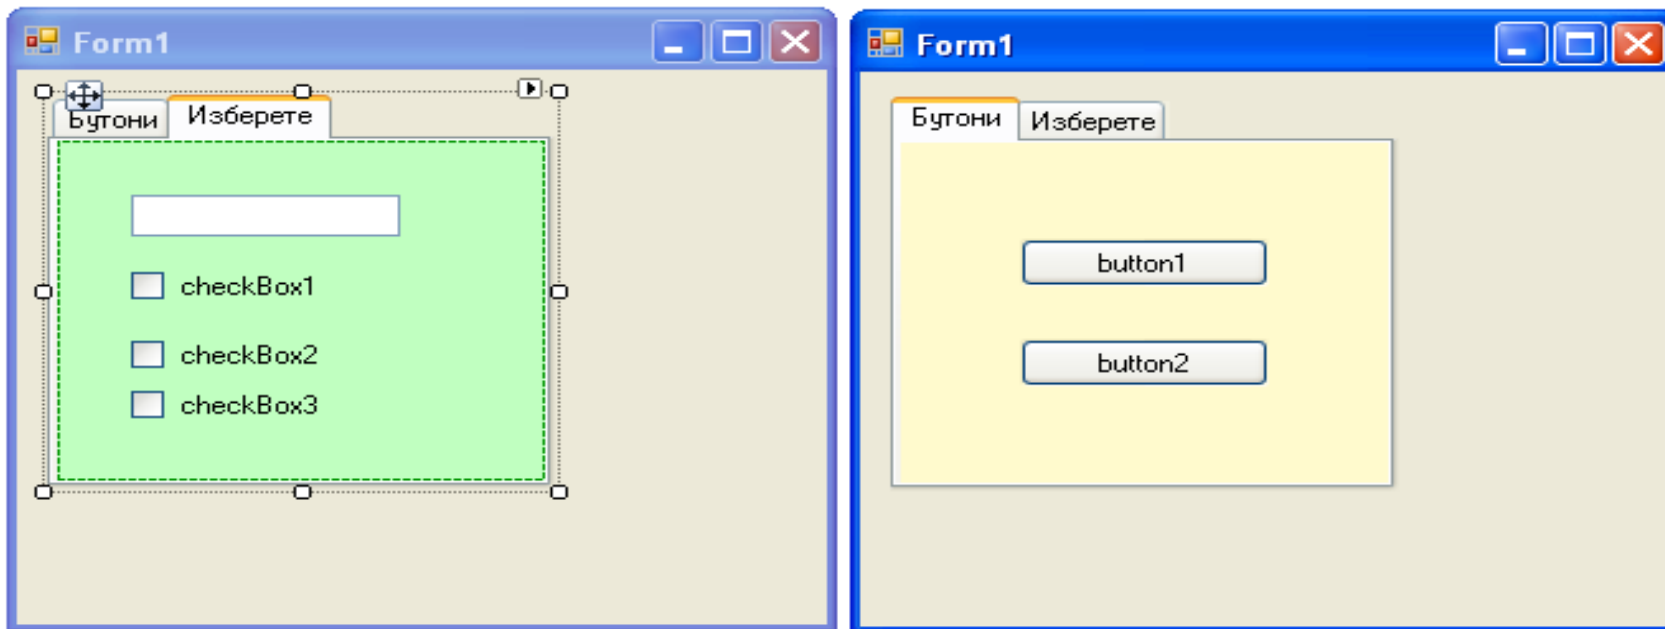 Form1
Бутони
Изберете
checkBox1
checkBox2
checkBox3
Form1
Бутони
Изберете
button1
button2